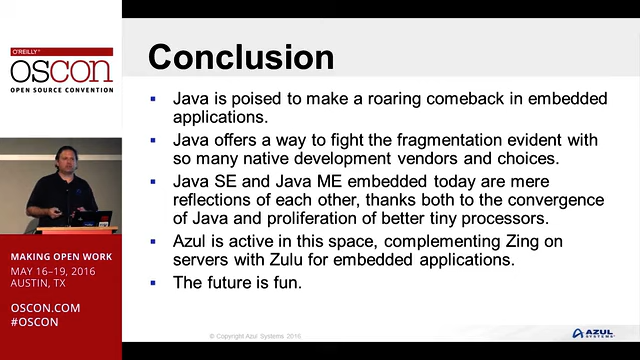 O'REILLY®
OSCON
OPEN SOURCE CONVENTION
MAKING OPEN WORK
MAY 16–19, 2016
AUSTIN, TX
OSCON.COM
#OSCON
Conclusion
▪ Java is poised to make a roaring comeback in embedded
applications.
▪ Java offers a way to fight the fragmentation evident with
so many native development vendors and choices.
▪ Java SE and Java ME embedded today are mere
reflections of each other, thanks both to the convergence
of Java and proliferation of better tiny processors.
▪ Azul is active in this space, complementing Zing on
servers with Zulu for embedded applications.
▪ The future is fun.
© Copyright Azul Systems 2016
AZUL
SYSTEMS